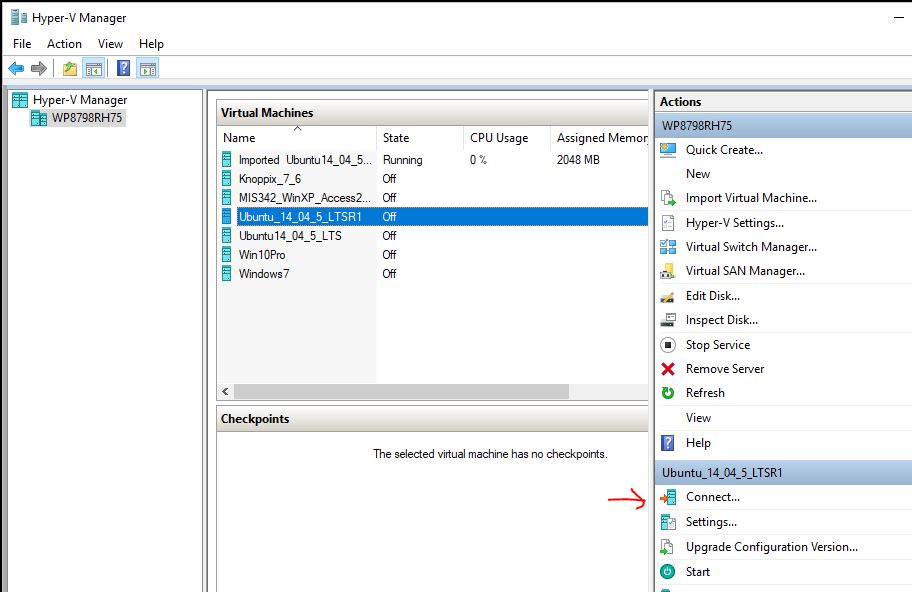 Hyper-V Manager
File Action View Help
Hyper-V Manager
WP8798RH75
Virtual Machines
Name State CPU Usage Assigned Memor
Imported Ubuntu14_04_5... Running 0 % 2048 MB
Knoppix_7_6 Off
MIS342_WinXP_Access2... Off
Ubuntu_14_04_5_LTSR1 Off
Ubuntu14_04_5_LTS Off
Win10Pro Off
Windows7 Off
Checkpoints
The selected virtual machine has no checkpoints.
Actions
WP8798RH75
Quick Create...
New
Import Virtual Machine...
Hyper-V Settings...
Virtual Switch Manager...
Virtual SAN Manager...
Edit Disk...
Inspect Disk...
Stop Service
Remove Server
Refresh
View
Help
Ubuntu_14_04_5_LTSR1
Connect...
Settings...
Upgrade Configuration Version...
Start